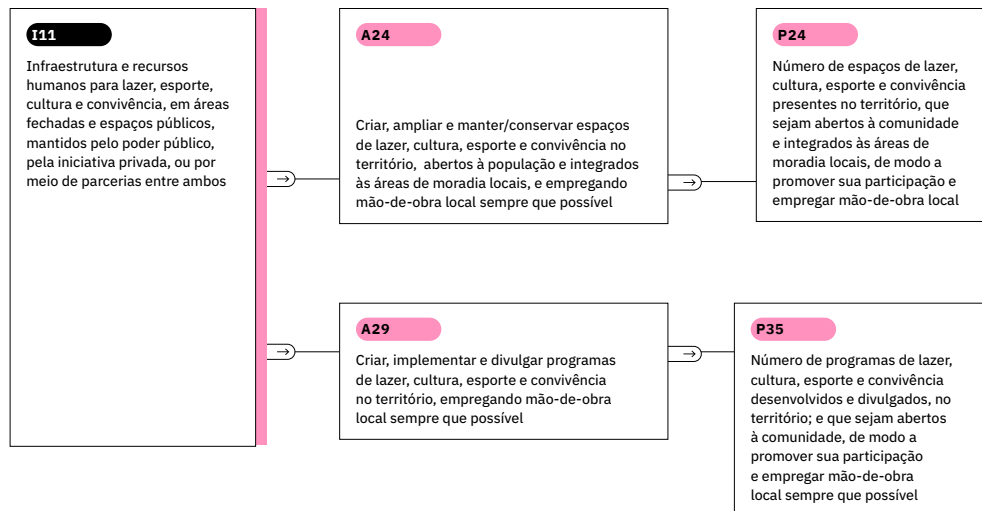 I11
Infraestrutura e recursos
humanos para lazer, esporte,
cultura e convivência, em áreas
fechadas e espaços públicos,
mantidos pelo poder público,
pela iniciativa privada, ou por
meio de parcerias entre ambos
A24
Criar, ampliar e manter/conservar espaços
de lazer, cultura, esporte e convivência no
território, abertos à população e integrados
às áreas de moradia locais, e empregando
mão-de-obra local sempre que possível
P24
Número de espaços de lazer,
cultura, esporte e convivência
presentes no território, que
sejam abertos à comunidade
e integrados às áreas de
moradia locais, de modo a
promover sua participação e
empregar mão-de-obra local
A29
Criar, implementar e divulgar programas
de lazer, cultura, esporte e convivência
no território, empregando mão-de-obra
local sempre que possível
P35
Número de programas de lazer,
cultura, esporte e convivência
desenvolvidos e divulgados, no
território; e que sejam abertos
à comunidade, de modo a
promover sua participação
e empregar mão-de-obra
local sempre que possível